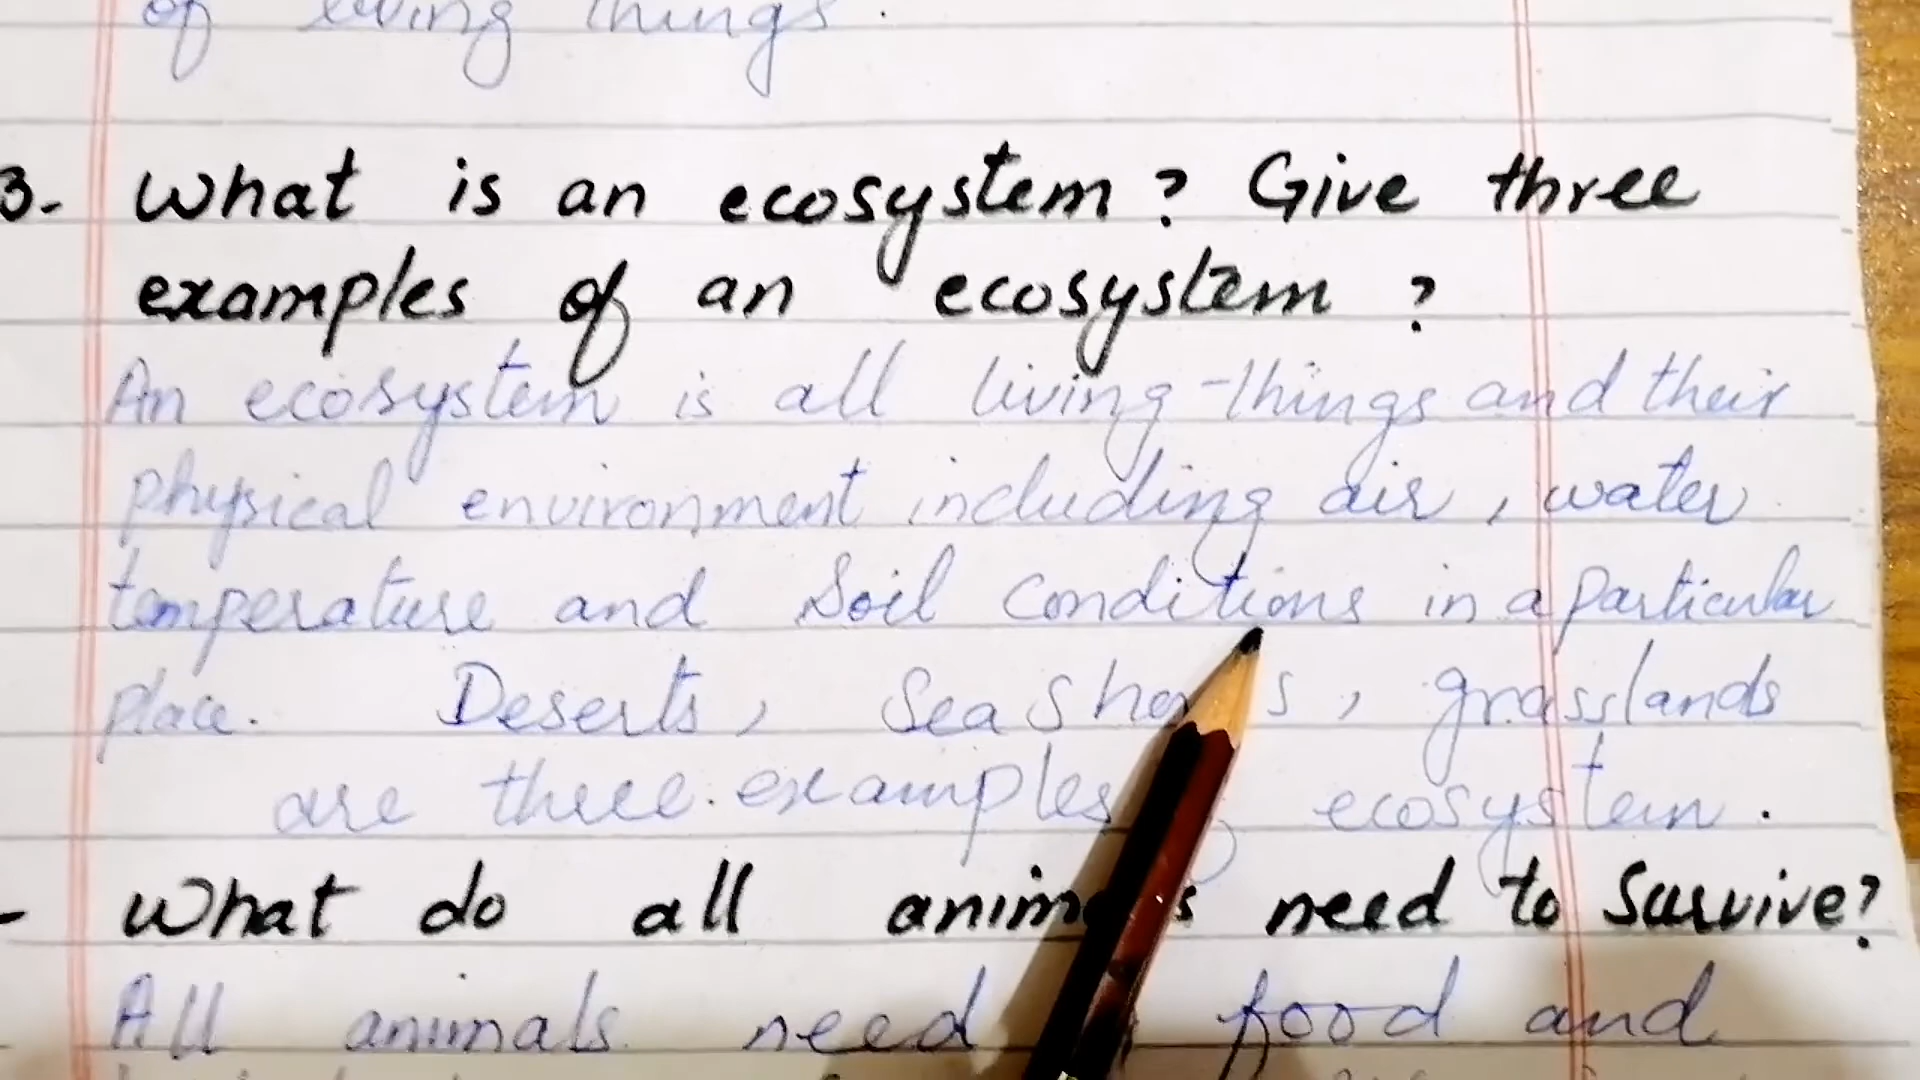 of living things.
3. What is an ecosystem? Give three
examples of an ecosystem ?
An ecosystem is all living things and their
physical environment including air, water
temperature and Soil Conditions in a particular
place. Deserts, Sea Shores, grasslands
are three examples ecosystem.
- What do all animals need to Survive?
All animals need food and